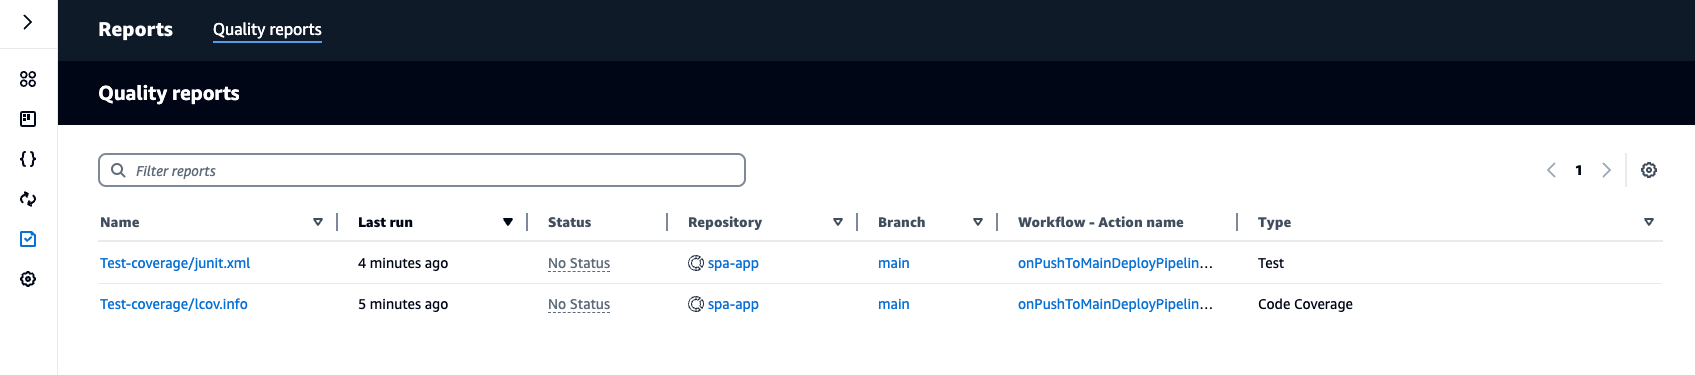 Reports Quality reports
Quality reports
Filter reports
1
Name Last run Status Repository Branch Workflow - Action name Type
Test-coverage/junit.xml 4 minutes ago No Status spa-app main onPushToMainDeployPipelin... Test
Test-coverage/lcov.info 5 minutes ago No Status spa-app main onPushToMainDeployPipelin... Code Coverage